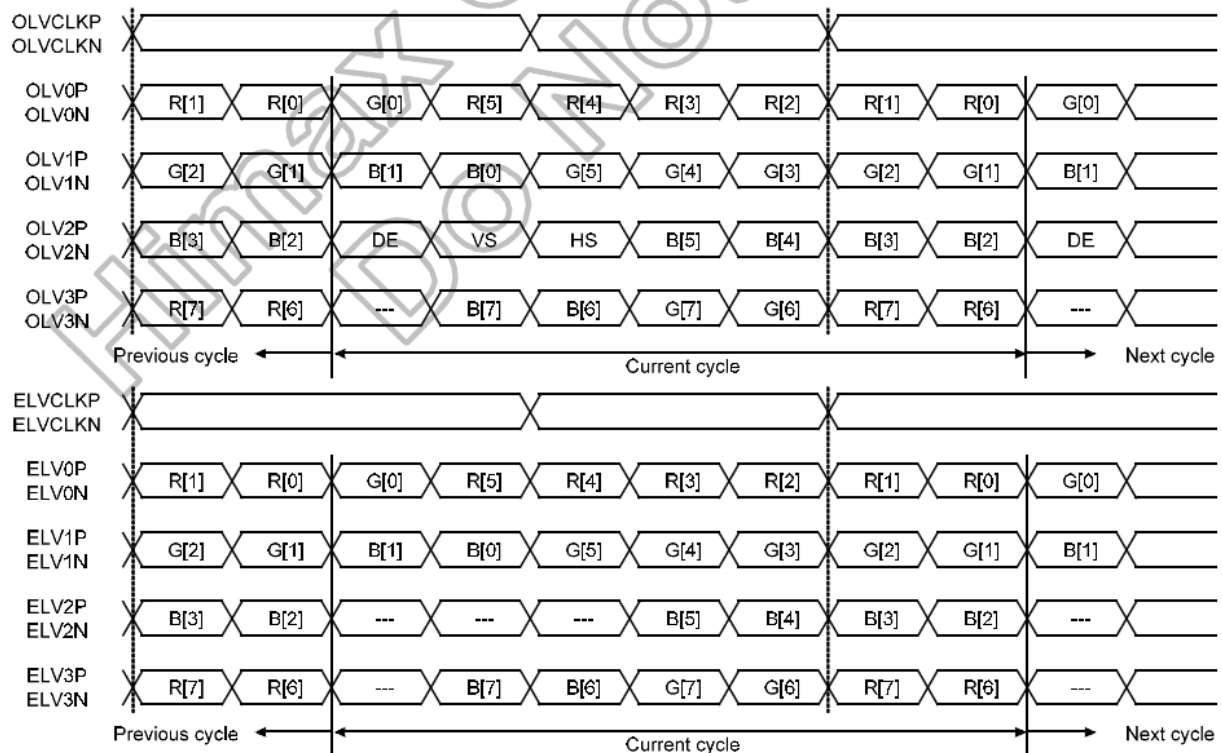 Himax
Do No
OLVCLKP
OLVCLKN
OLV0P
OLV0N
R[1] R[0] G[0] R[5] R[4] R[3] R[2] R[1] R[0] G[0]
OLV1P
OLV1N
G[2] G[1] B[1] B[0] G[5] G[4] G[3] G[2] G[1] B[1]
OLV2P
OLV2N
B[3] B[2] DE VS HS B[5] B[4] B[3] B[2] DE
OLV3P
OLV3N
R[7] R[6] --- B[7] B[6] G[7] G[6] R[7] R[6] ---
Previous cycle Current cycle Next cycle
ELVCLKP
ELVCLKN
ELV0P
ELV0N
R[1] R[0] G[0] R[5] R[4] R[3] R[2] R[1] R[0] G[0]
ELV1P
ELV1N
G[2] G[1] B[1] B[0] G[5] G[4] G[3] G[2] G[1] B[1]
ELV2P
ELV2N
B[3] B[2] --- --- --- B[5] B[4] B[3] B[2] ---
ELV3P
ELV3N
R[7] R[6] --- B[7] B[6] G[7] G[6] R[7] R[6] ---
Previous cycle Current cycle Next cycle